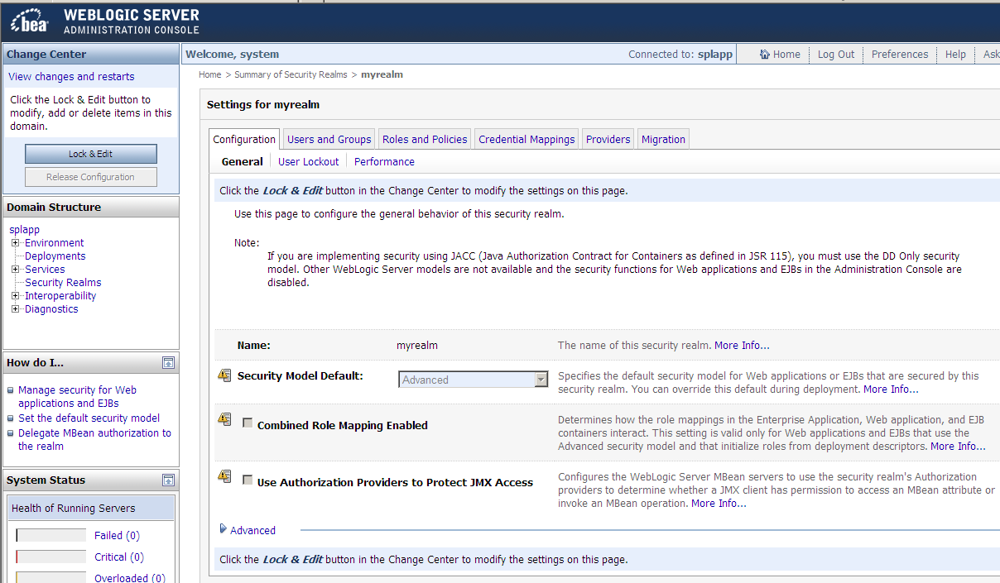 bea
WEBLOGIC SERVER
ADMINISTRATION CONSOLE
Change Center
View changes and restarts
Click the Lock & Edit button to
modify, add or delete items in this
domain.
Lock & Edit
Release Configuration
Domain Structure
splapp
Environment
Deployments
Services
Security Realms
Interoperability
Diagnostics
How do I...
Manage security for Web
applications and EJBs
Set the default security model
Delegate MBean authorization to
the realm
System Status
Health of Running Servers
Failed (0)
Critical (0)
Overloaded (0)
Welcome, system
Connected to: splapp
Home
Log Out
Preferences
Help
Ask
Home > Summary of Security Realms > myrealm
Settings for myrealm
Configuration
Users and Groups
Roles and Policies
Credential Mappings
Providers
Migration
General
User Lockout
Performance
Click the Lock & Edit button in the Change Center to modify the settings on this page.
Use this page to configure the general behavior of this security realm.
Note:
If you are implementing security using JACC (Java Authorization Contract for Containers as defined in JSR 115), you must use the DD Only security
model. Other WebLogic Server models are not available and the security functions for Web applications and EJBs in the Administration Console are
disabled.
Name:
myrealm
The name of this security realm. More Info...
Security Model Default:
Advanced
Specifies the default security model for Web applications or EJBs that are secured by this
security realm. You can override this default during deployment. More Info...
Combined Role Mapping Enabled
Determines how the role mappings in the Enterprise Application, Web application, and EJB
containers interact. This setting is valid only for Web applications and EJBs that use the
Advanced security model and that initialize roles from deployment descriptors. More Info...
Use Authorization Providers to Protect JMX Access
Configures the WebLogic Server MBean servers to use the security realm's Authorization
providers to determine whether a JMX client has permission to access an MBean attribute or
invoke an MBean operation. More Info...
Advanced
Click the Lock & Edit button in the Change Center to modify the settings on this page.